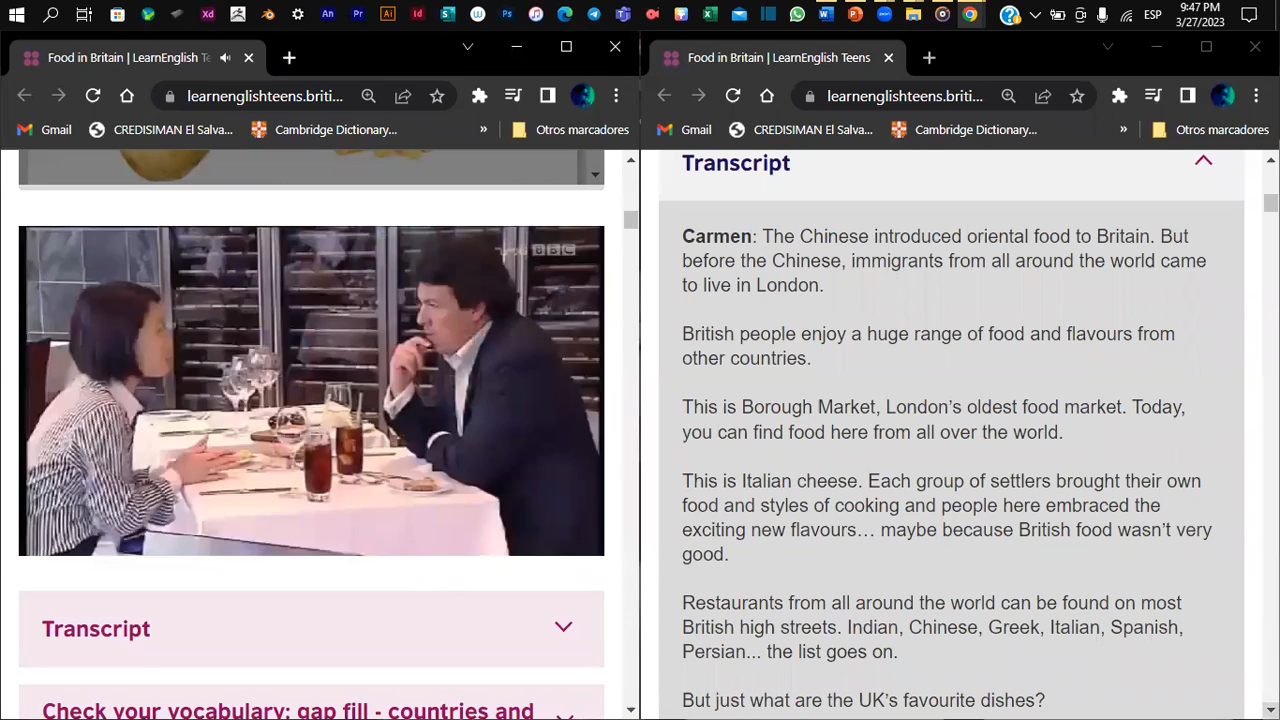 9:47 PM
ESP
3/27/2023
Food in Britain | LearnEnglish Te
learnenglishteens.briti...
Gmail
CREDISIMAN El Salva...
Cambridge Dictionary...
»
Otros marcadores
BBC
Transcript
Check your vocabulary: gap fill - countries and
Food in Britain | LearnEnglish Teens
learnenglishteens.briti...
Gmail
CREDISIMAN El Salva...
Cambridge Dictionary...
»
Otros marcadores
Transcript
Carmen: The Chinese introduced oriental food to Britain. But
before the Chinese, immigrants from all around the world came
to live in London.
British people enjoy a huge range of food and flavours from
other countries.
This is Borough Market, London’s oldest food market. Today,
you can find food here from all over the world.
This is Italian cheese. Each group of settlers brought their own
food and styles of cooking and people here embraced the
exciting new flavours… maybe because British food wasn’t very
good.
Restaurants from all around the world can be found on most
British high streets. Indian, Chinese, Greek, Italian, Spanish,
Persian... the list goes on.
But just what are the UK’s favourite dishes?